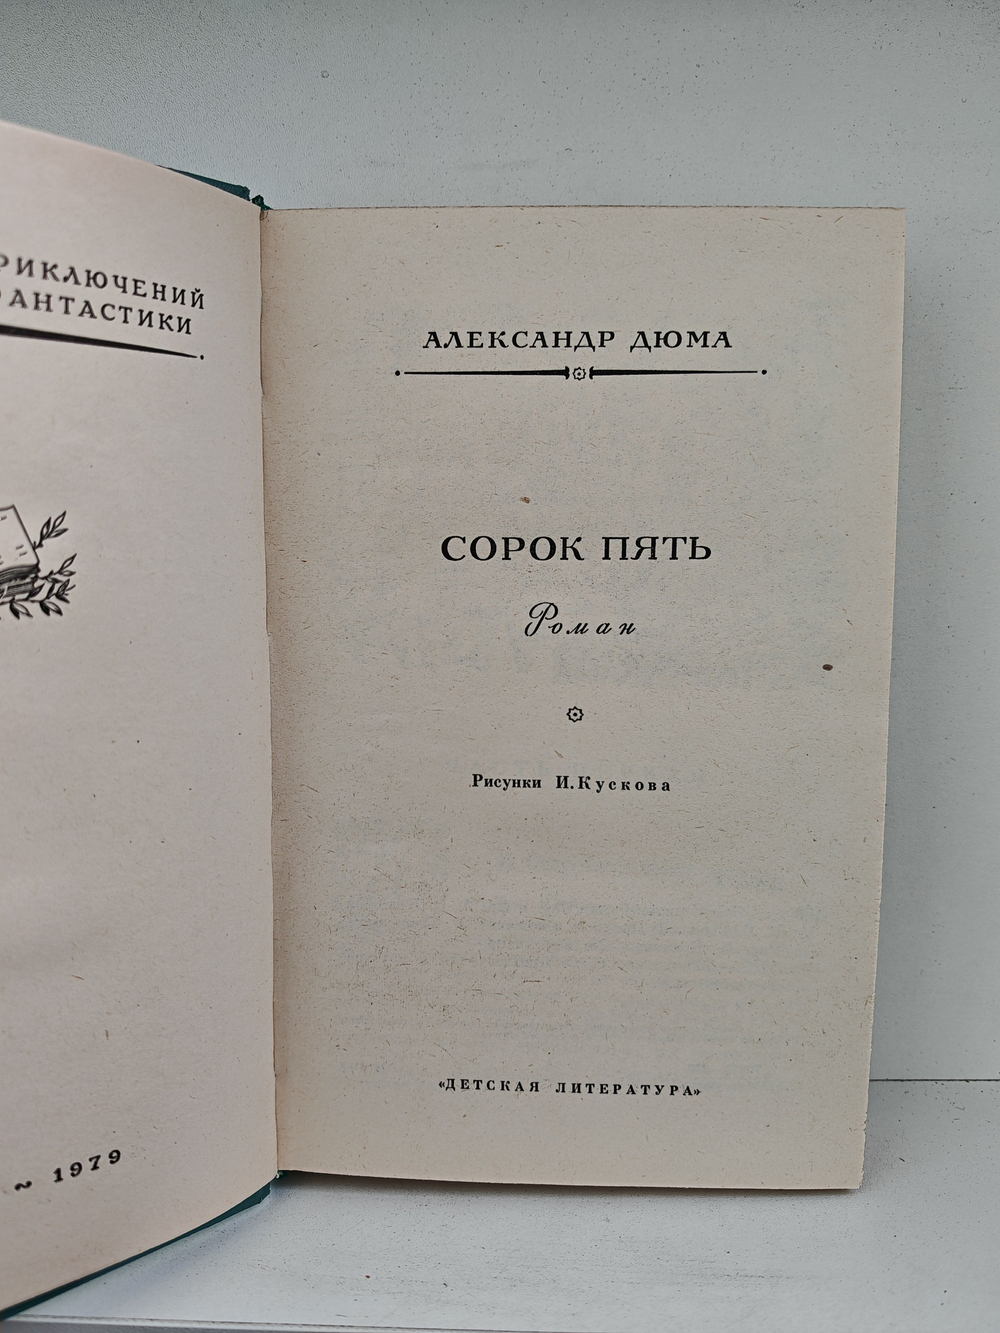 РИКЛЮЧЕНИЙ
АНТАСТИКИ
~ 1979
АЛЕКСАНДР ДЮМА
СОРОК ПЯТЬ
Роман
Рисунки И. Кускова
«ДЕТСКАЯ ЛИТЕРАТУРА»